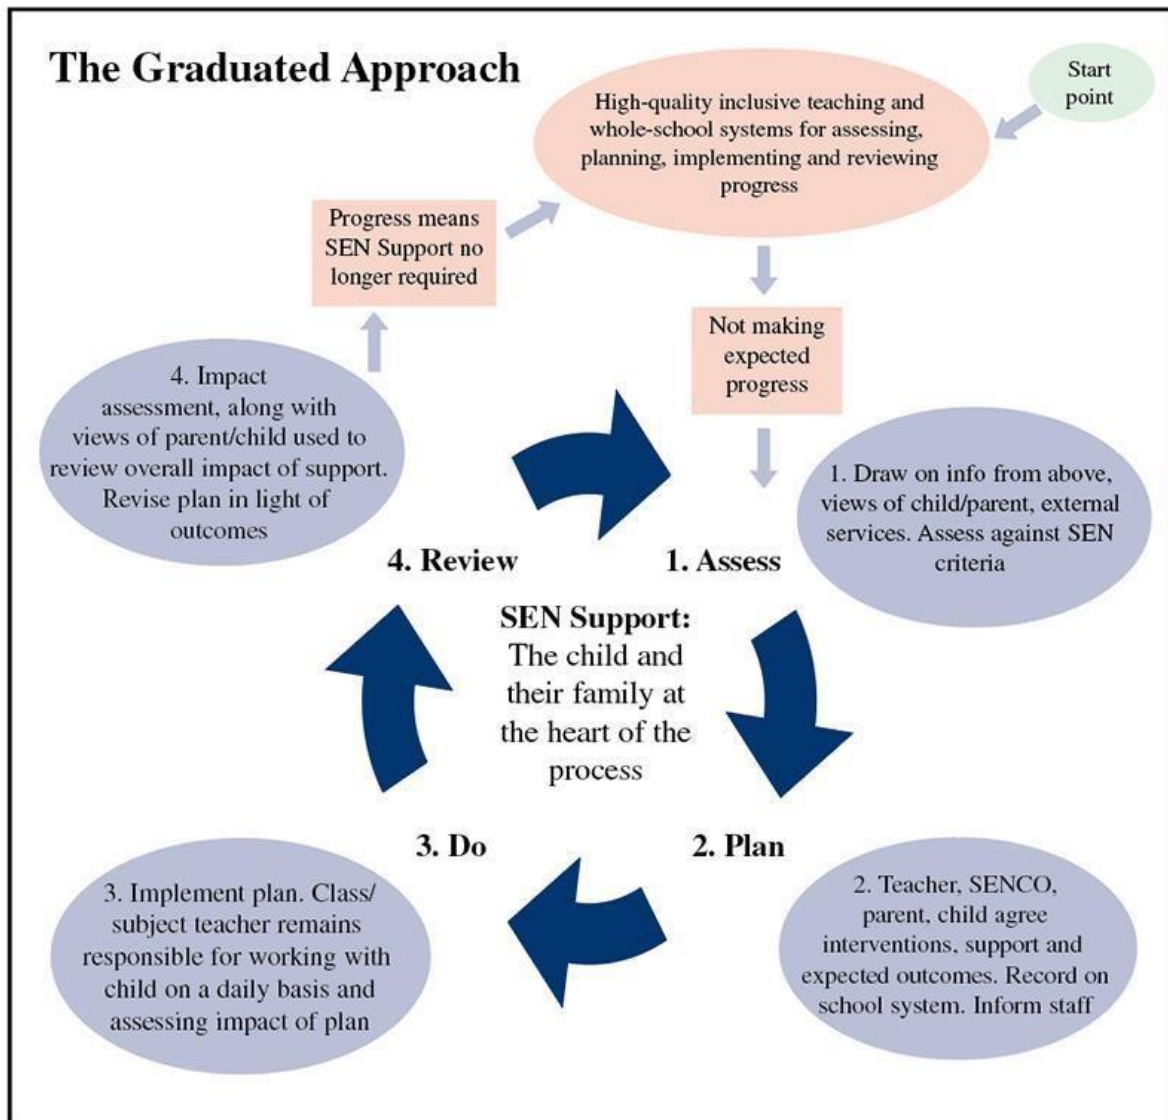 The Graduated Approach
Start
point
High-quality inclusive teaching and
whole-school systems for assessing,
planning, implementing and reviewing
progress
Progress means
SEN Support no
longer required
Not making
expected
progress
4. Impact
assessment, along with
views of parent/child used to
review overall impact of support.
Revise plan in light of
outcomes
1. Draw on info from above,
views of child/parent, external
services. Assess against SEN
criteria
4. Review
1. Assess
SEN Support:
The child and
their family at
the heart of the
process
3. Do
2. Plan
3. Implement plan. Class/
subject teacher remains
responsible for working with
child on a daily basis and
assessing impact of plan
2. Teacher, SENCO,
parent, child agree
interventions, support and
expected outcomes. Record on
school system. Inform staff